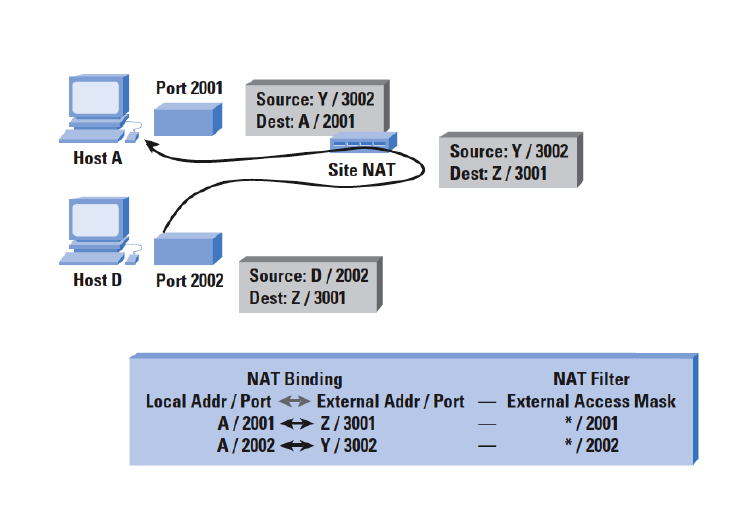 Port 2001
Source: Y / 3002
Dest: A / 2001
Host A
Site NAT
Source: Y / 3002
Dest: Z / 3001
Host D
Port 2002
Source: D / 2002
Dest: Z / 3001
NAT Binding NAT Filter
Local Addr / Port ↔ External Addr / Port — External Access Mask
A / 2001 ↔ Z / 3001 — * / 2001
A / 2002 ↔ Y / 3002 — * / 2002